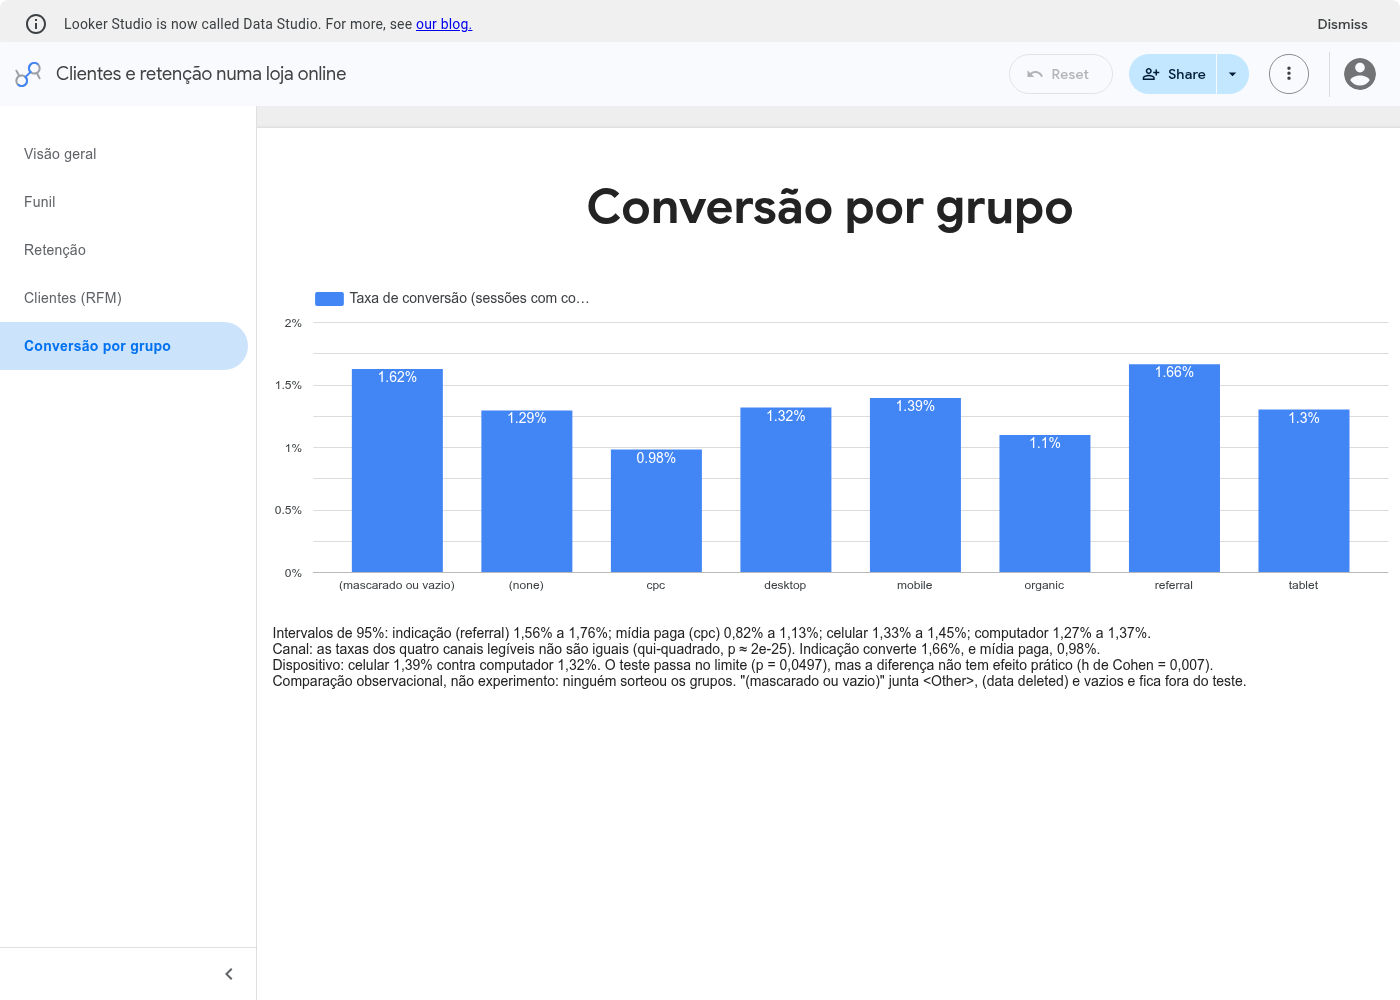 Looker Studio is now called Data Studio. For more, see our blog.
Dismiss
Clientes e retenção numa loja online
Reset
Share
Visão geral
Funil
Retenção
Clientes (RFM)
Conversão por grupo
Conversão por grupo
Taxa de conversão (sessões com co…
2%
1.5%
1%
0.5%
0%
1.62%
1.29%
0.98%
1.32%
1.39%
1.1%
1.66%
1.3%
(mascarado ou vazio)
(none)
cpc
desktop
mobile
organic
referral
tablet
Intervalos de 95%: indicação (referral) 1,56% a 1,76%; mídia paga (cpc) 0,82% a 1,13%; celular 1,33% a 1,45%; computador 1,27% a 1,37%.
Canal: as taxas dos quatro canais legíveis não são iguais (qui-quadrado, p ≈ 2e-25). Indicação converte 1,66%, e mídia paga, 0,98%.
Dispositivo: celular 1,39% contra computador 1,32%. O teste passa no limite (p = 0,0497), mas a diferença não tem efeito prático (h de Cohen = 0,007).
Comparação observacional, não experimento: ninguém sorteou os grupos. "(mascarado ou vazio)" junta <Other>, (data deleted) e vazios e fica fora do teste.